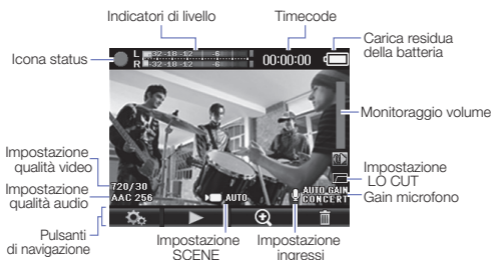 Indicatori di livello
Timecode
Carica residua
della batteria
Icona status
L -32-18-12 -6
R -32-18-12 -6
00:00:00
Monitoraggio volume
Impostazione
qualità video
720/30
Impostazione
qualità audio
AAC 256
AUTO
AUTO GAIN
CONCERT
Impostazione
LO CUT
Gain microfono
Pulsanti
di navigazione
Impostazione
SCENE
Impostazione
ingressi